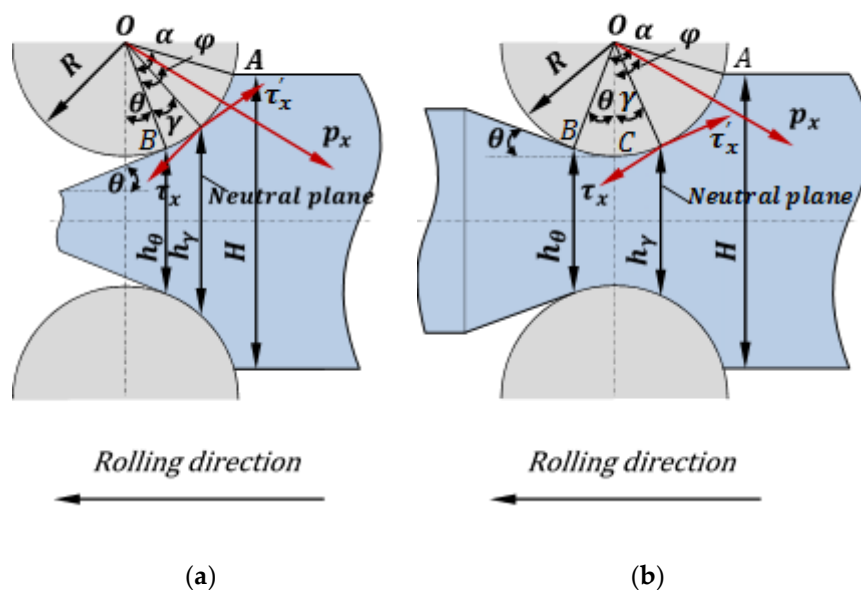 O
α
φ
A
R
θ
γ
τ'x
B
px
θ
τx
Neutral plane
hθ
hγ
H
Rolling direction
(a)
O
α
φ
A
R
θ
γ
θ
B
C
τ'x
px
τx
Neutral plane
hθ
hγ
H
Rolling direction
(b)